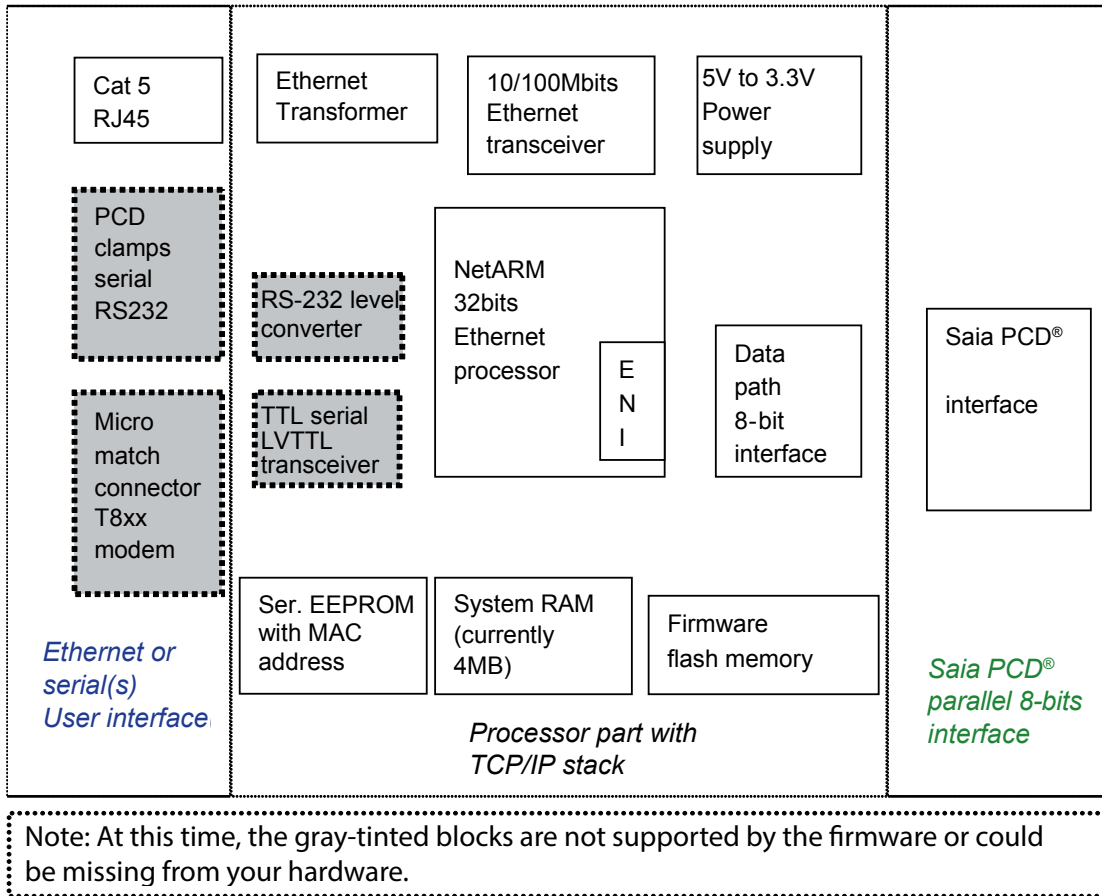 Cat 5
RJ45
Ethernet
Transformer
10/100Mbits
Ethernet
transceiver
5V to 3.3V
Power
supply
PCD
clamps
serial
RS232
RS-232 level
converter
NetARM
32bits
Ethernet
processor
E
N
I
Data
path
8-bit
interface
Saia PCD®
interface
Micro
match
connector
T8xx
modem
TTL serial
LVTTL
transceiver
Ser. EEPROM
with MAC
address
System RAM
(currently
4MB)
Firmware
flash memory
Ethernet or
serial(s)
User interface
Processor part with
TCP/IP stack
Saia PCD®
parallel 8-bits
interface
Note: At this time, the gray-tinted blocks are not supported by the firmware or could
be missing from your hardware.